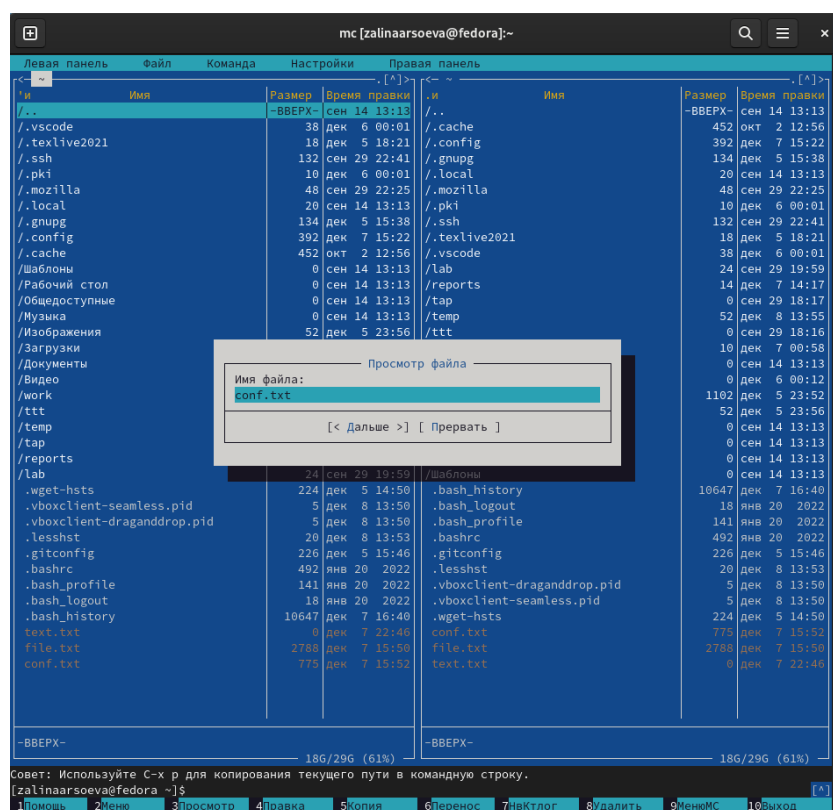 mc [zalinaarsoeva@fedora]:~
Левая панель Файл Команда Настройки Правая панель
<— ~ .[^]> <— ~ .[^]>
'и Имя Размер Время правки .и Имя Размер Время правки
/.. -ВВЕРХ- сен 14 13:13 /.. -ВВЕРХ- сен 14 13:13
/.vscode 38 дек 6 00:01 /.cache 452 окт 2 12:56
/.texlive2021 18 дек 5 18:21 /.config 392 дек 7 15:22
/.ssh 132 сен 29 22:41 /.gnupg 134 дек 5 15:38
/.pki 10 дек 6 00:01 /.local 20 сен 14 13:13
/.mozilla 48 сен 29 22:25 /.mozilla 48 сен 29 22:25
/.local 20 сен 14 13:13 /.pki 10 дек 6 00:01
/.gnupg 134 дек 5 15:38 /.ssh 132 сен 29 22:41
/.config 392 дек 7 15:22 /.texlive2021 18 дек 5 18:21
/.cache 452 окт 2 12:56 /.vscode 38 дек 6 00:01
/Шаблоны 0 сен 14 13:13 /lab 24 сен 29 19:59
/Рабочий стол 0 сен 14 13:13 /reports 14 дек 7 14:17
/Общедоступные 0 сен 14 13:13 /tap 0 сен 29 18:17
/Музыка 0 сен 14 13:13 /temp 52 дек 8 13:55
/Изображения 52 дек 5 23:56 /ttt 0 сен 29 18:16
/Загрузки 10 дек 7 00:58
/Документы Просмотр файла 0 сен 14 13:13
/Видео Имя файла: 0 дек 6 00:12
/work conf.txt 1102 дек 5 23:52
/ttt 52 дек 5 23:56
/temp [< Дальше >] [ Прервать ] 0 сен 14 13:13
/tap 0 сен 14 13:13
/reports 0 сен 14 13:13
/lab 24 сен 29 19:59 /Шаблоны 0 сен 14 13:13
.wget-hsts 224 дек 5 14:50 .bash_history 10647 дек 7 16:40
.vboxclient-seamless.pid 5 дек 8 13:50 .bash_logout 18 янв 20 2022
.vboxclient-draganddrop.pid 5 дек 8 13:50 .bash_profile 141 янв 20 2022
.lesshst 20 дек 8 13:53 .bashrc 492 янв 20 2022
.gitconfig 226 дек 5 15:46 .gitconfig 226 дек 5 15:46
.bashrc 492 янв 20 2022 .lesshst 20 дек 8 13:53
.bash_profile 141 янв 20 2022 .vboxclient-draganddrop.pid 5 дек 8 13:50
.bash_logout 18 янв 20 2022 .vboxclient-seamless.pid 5 дек 8 13:50
.bash_history 10647 дек 7 16:40 .wget-hsts 224 дек 5 14:50
text.txt 0 дек 7 22:46 conf.txt 775 дек 7 15:52
file.txt 2788 дек 7 15:50 file.txt 2788 дек 7 15:50
conf.txt 775 дек 7 15:52 text.txt 0 дек 7 22:46
-ВВЕРХ- -ВВЕРХ-
18G/29G (61%) 18G/29G (61%)
Совет: Используйте C-x p для копирования текущего пути в командную строку.
[zalinaarsoeva@fedora ~]$ [^]
1Помощь 2Меню 3Просмотр 4Правка 5Копия 6Перенос 7НвКтлог 8Удалить 9МенюMC 10Выход